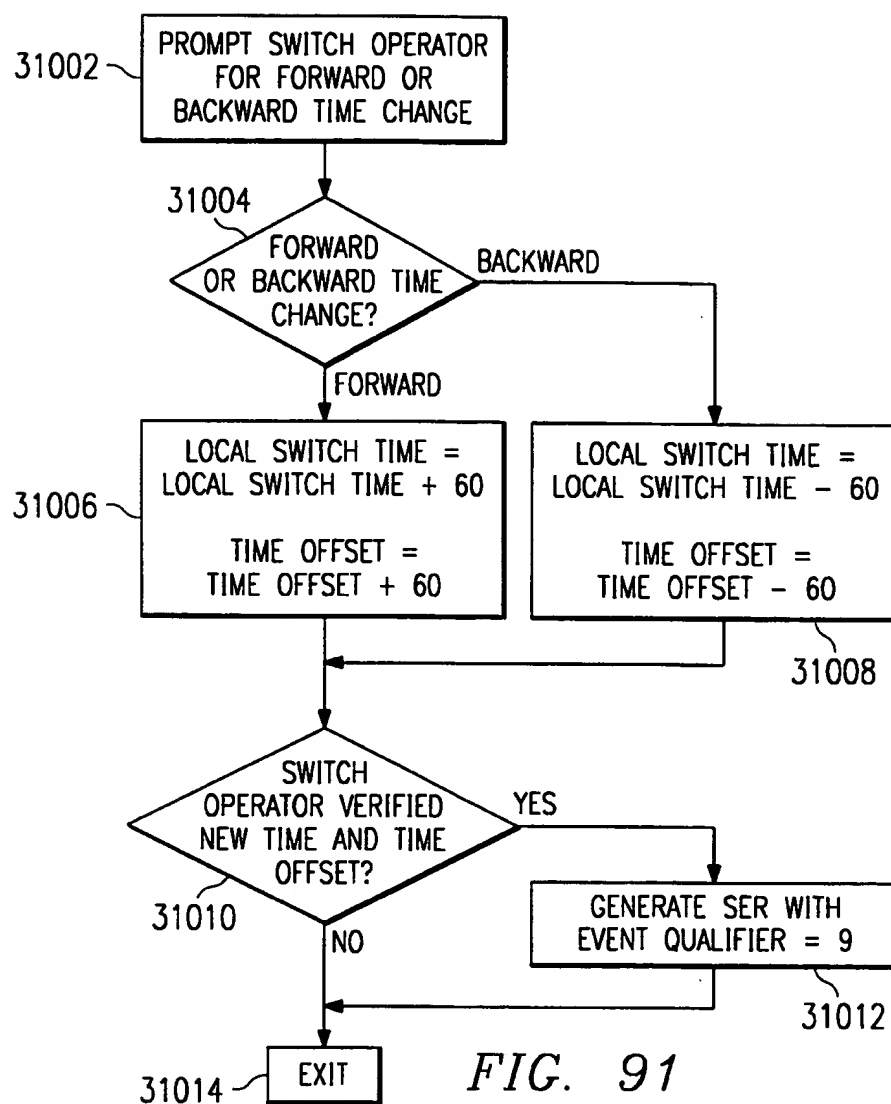 31002
PROMPT SWITCH OPERATOR
FOR FORWARD OR
BACKWARD TIME CHANGE
31004
FORWARD
OR BACKWARD TIME
CHANGE?
BACKWARD
FORWARD
31006
LOCAL SWITCH TIME =
LOCAL SWITCH TIME + 60
TIME OFFSET =
TIME OFFSET + 60
LOCAL SWITCH TIME =
LOCAL SWITCH TIME − 60
TIME OFFSET =
TIME OFFSET − 60
31008
SWITCH
OPERATOR VERIFIED
NEW TIME AND TIME
OFFSET?
YES
31010
NO
GENERATE SER WITH
EVENT QUALIFIER = 9
31012
31014
EXIT
FIG. 91